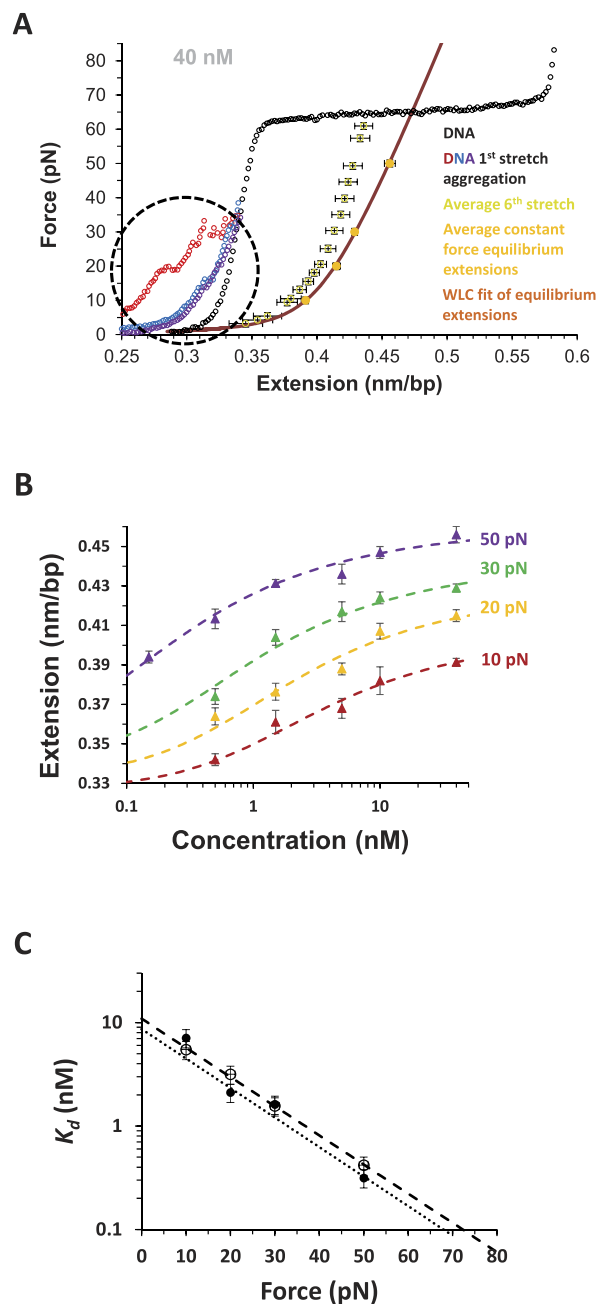 A
40 nM
80
70
60
50
40
30
20
10
0
Force (pN)
0.25
0.3
0.35
0.4
0.45
0.5
0.55
0.6
Extension (nm/bp)
DNA
DNA 1st stretch
aggregation
Average 6th stretch
Average constant
force equilibrium
extensions
WLC fit of equilibrium
extensions
B
0.45
0.43
0.41
0.39
0.37
0.35
0.33
Extension (nm/bp)
50 pN
30 pN
20 pN
10 pN
0.1
1
10
Concentration (nM)
C
10
1
0.1
Kd (nM)
0
10
20
30
40
50
60
70
80
Force (pN)